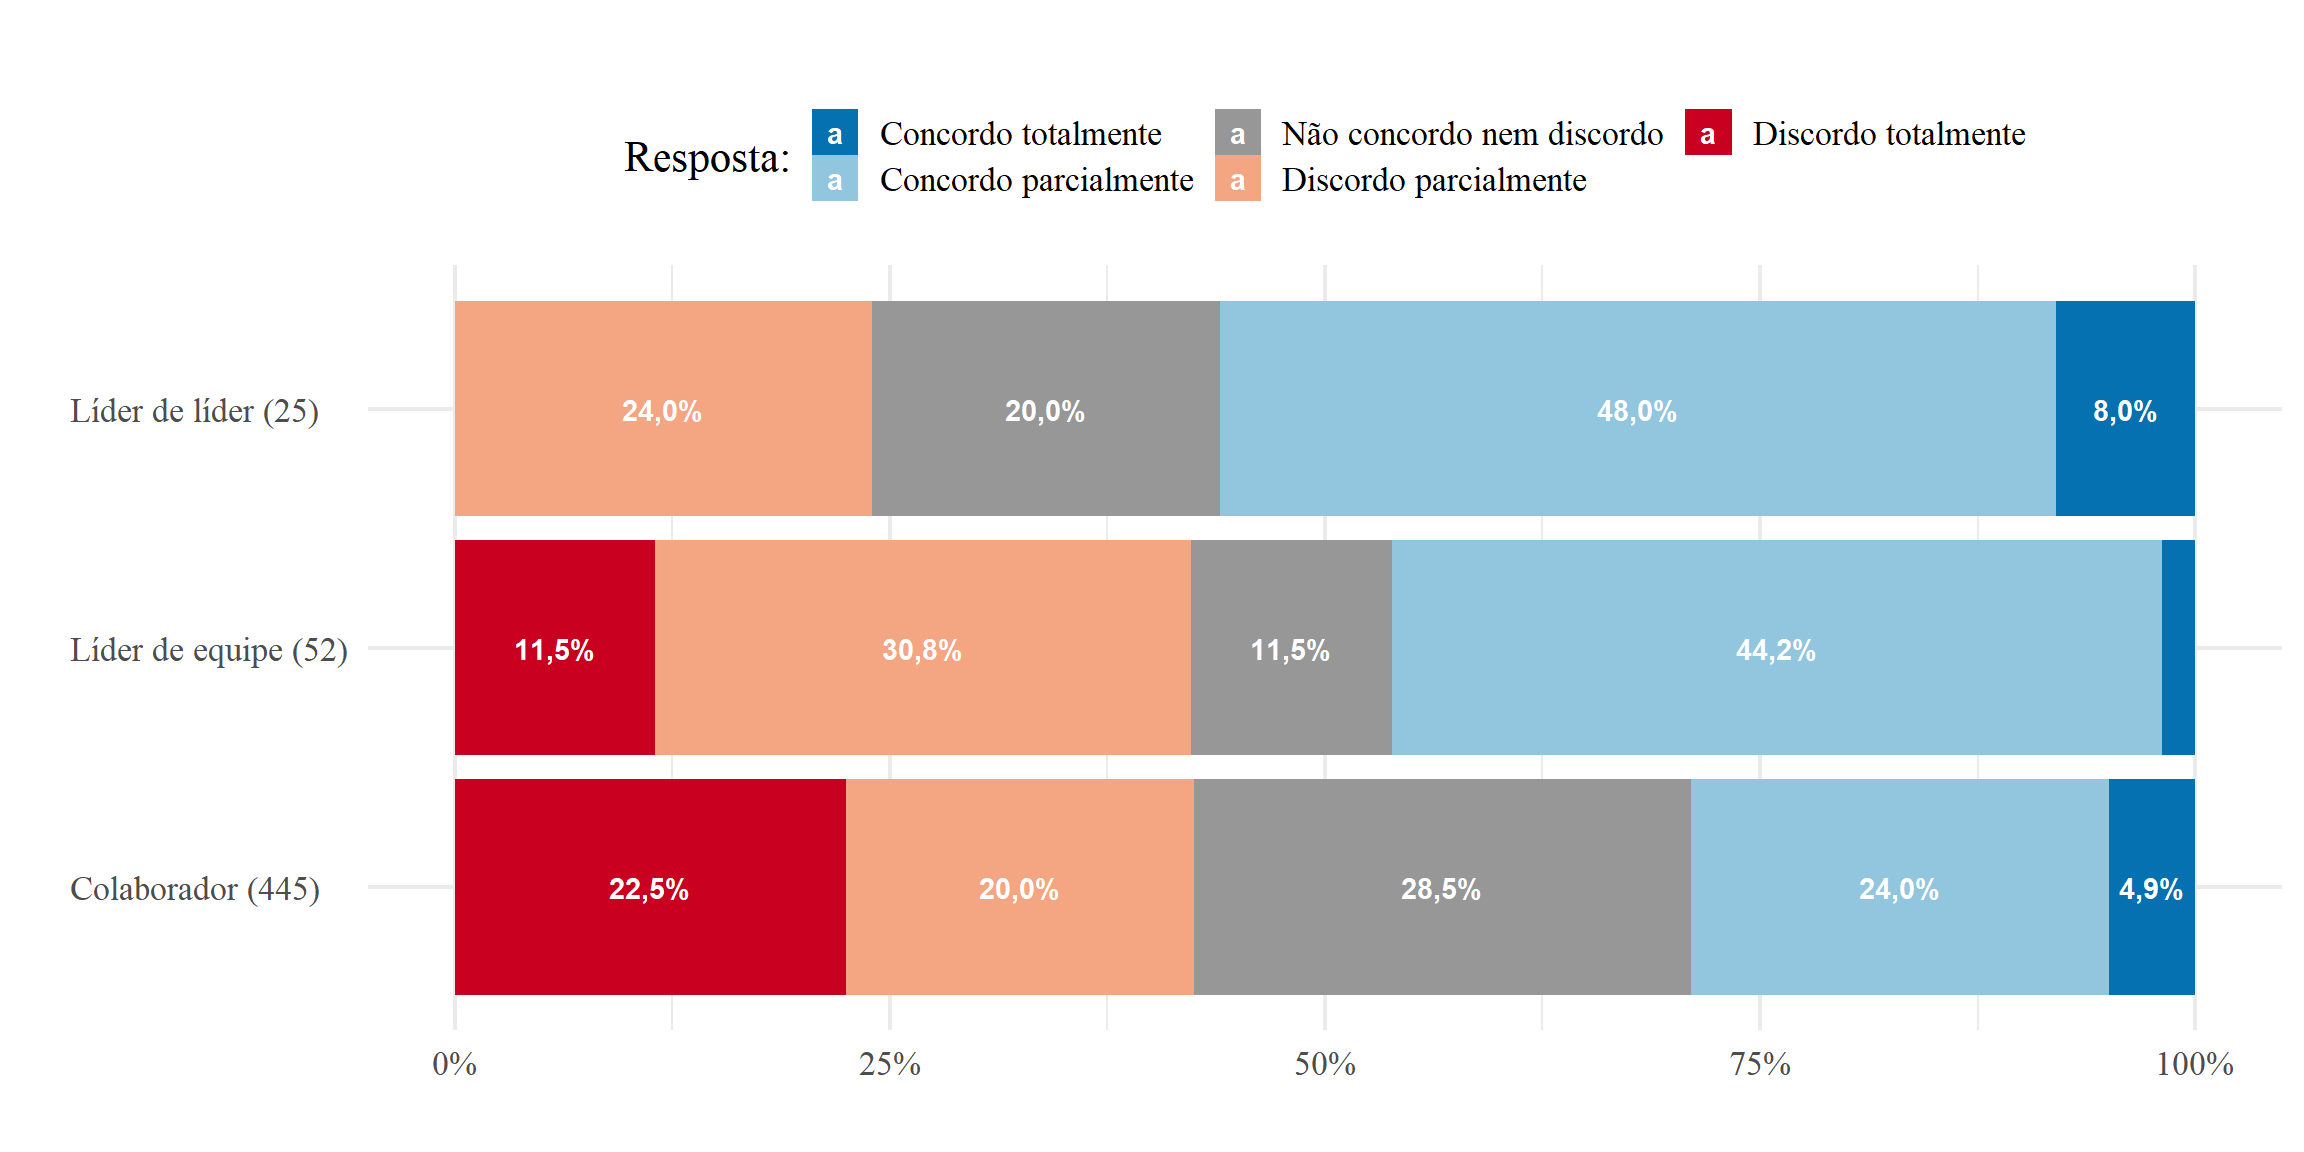 Resposta:
a Concordo totalmente a Não concordo nem discordo a Discordo totalmente
a Concordo parcialmente a Discordo parcialmente
Líder de líder (25) 24,0% 20,0% 48,0% 8,0%
Líder de equipe (52) 11,5% 30,8% 11,5% 44,2%
Colaborador (445) 22,5% 20,0% 28,5% 24,0% 4,9%
0% 25% 50% 75% 100%